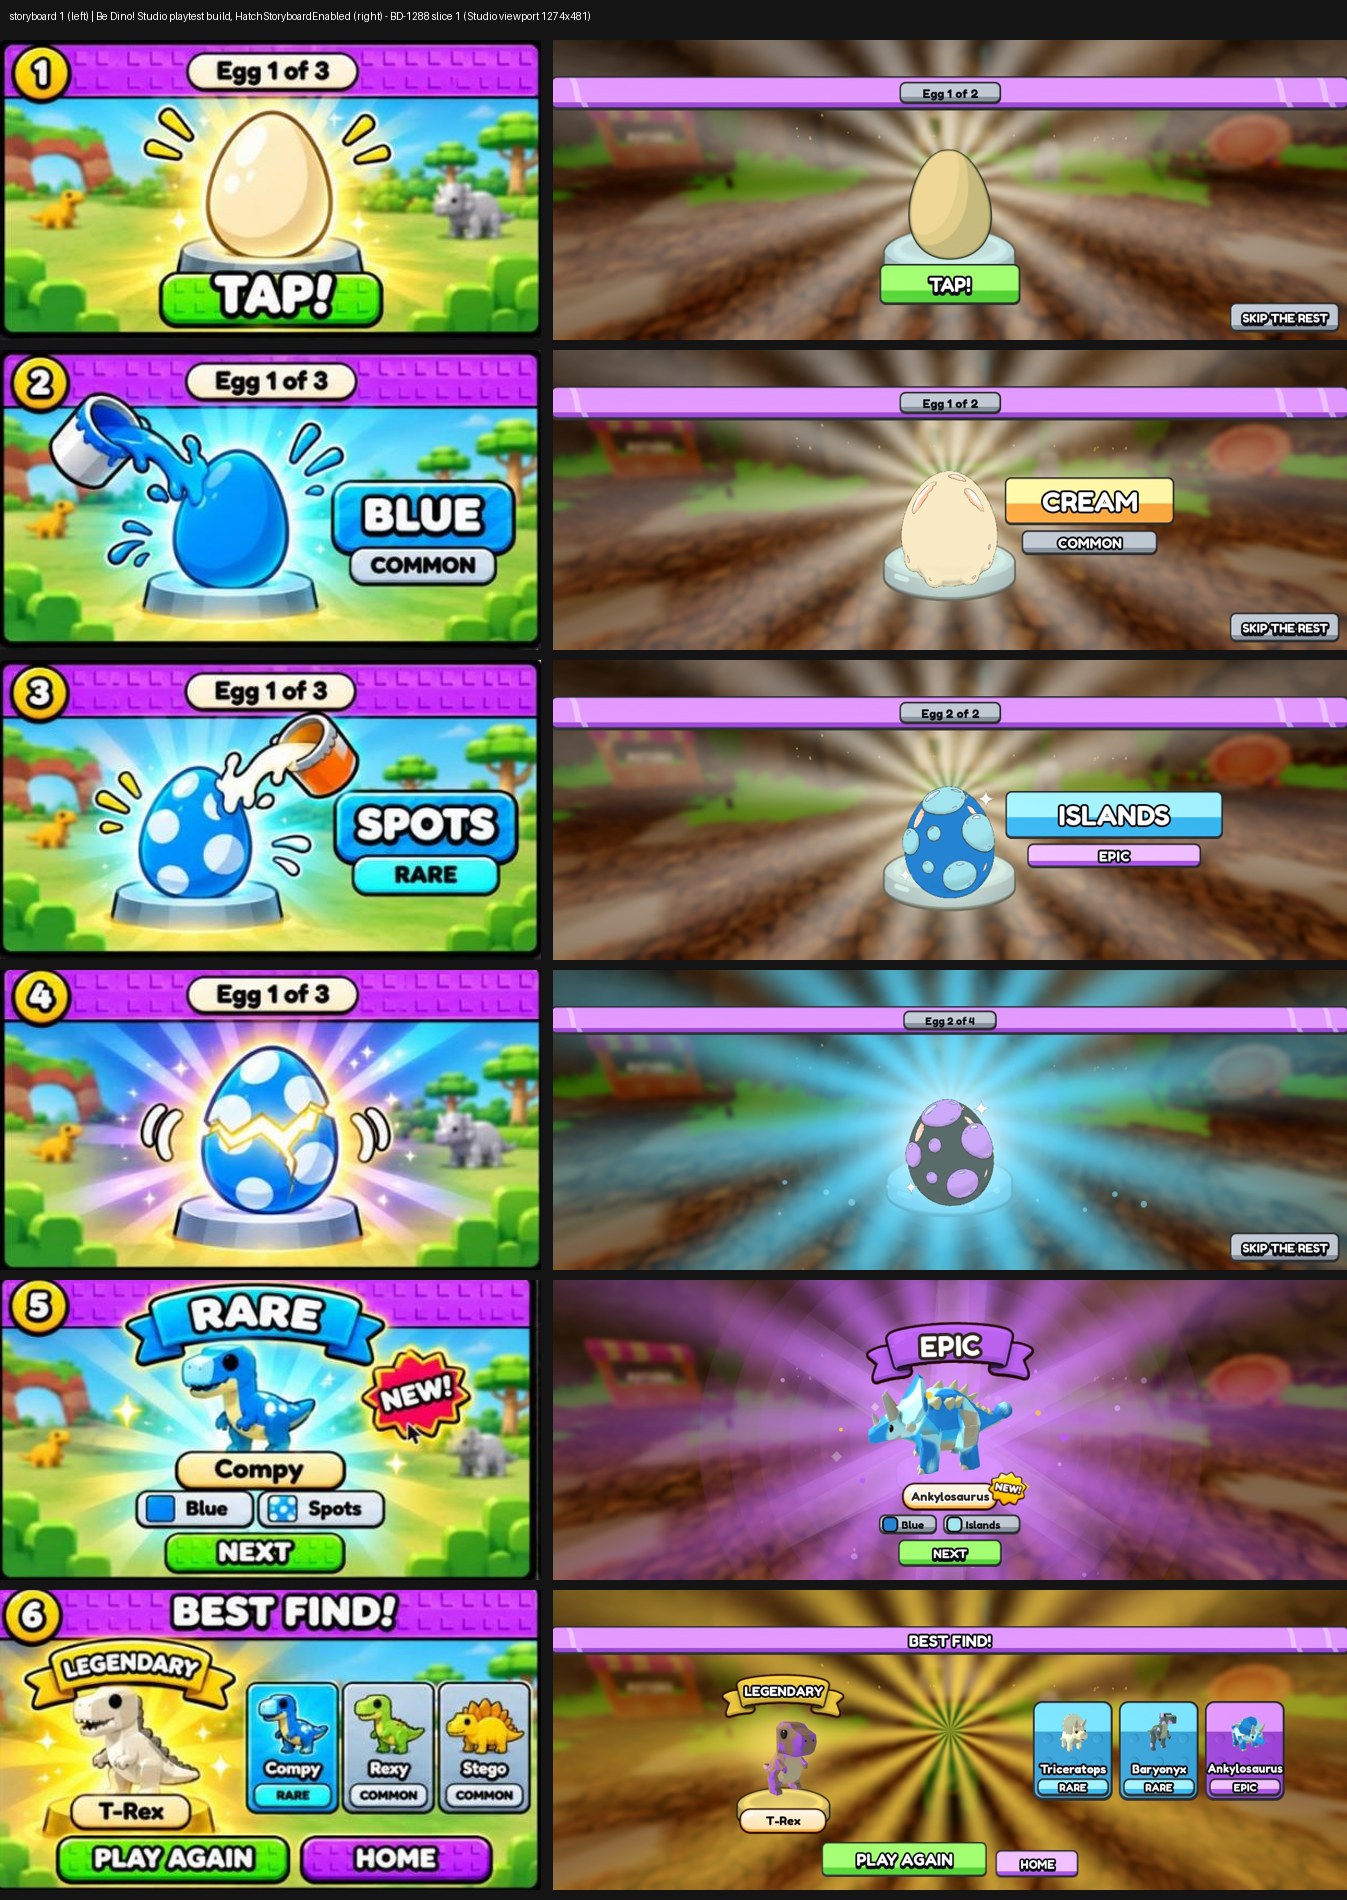 storyboard 1 (left) | Be Dino! Studio playtest build, HatchStoryboardEnabled (right) - BD-1288 slice 1 (Studio viewport 1274x481)
1
Egg 1 of 3
TAP!
Egg 1 of 2
TAP!
SKIP THE REST
2
Egg 1 of 3
BLUE
COMMON
Egg 1 of 2
CREAM
COMMON
SKIP THE REST
3
Egg 1 of 3
SPOTS
RARE
Egg 2 of 2
ISLANDS
EPIC
4
Egg 1 of 3
Egg 2 of 4
SKIP THE REST
5
RARE
NEW!
Compy
Blue
Spots
NEXT
EPIC
Ankylosaurus
NEW!
Blue
Islands
NEXT
6
BEST FIND!
LEGENDARY
T-Rex
Compy
RARE
Rexy
COMMON
Stego
COMMON
PLAY AGAIN
HOME
BEST FIND!
LEGENDARY
T-Rex
Triceratops
RARE
Baryonyx
RARE
Ankylosaurus
EPIC
PLAY AGAIN
HOME